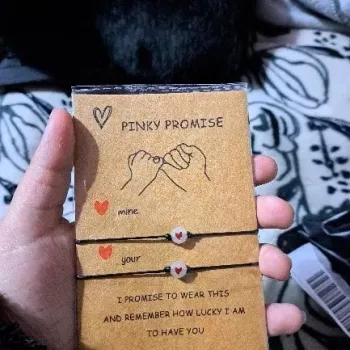 PINKY PROMISE
mine
your
I PROMISE TO WEAR THIS
AND REMEMBER HOW LUCKY I AM
TO HAVE YOU